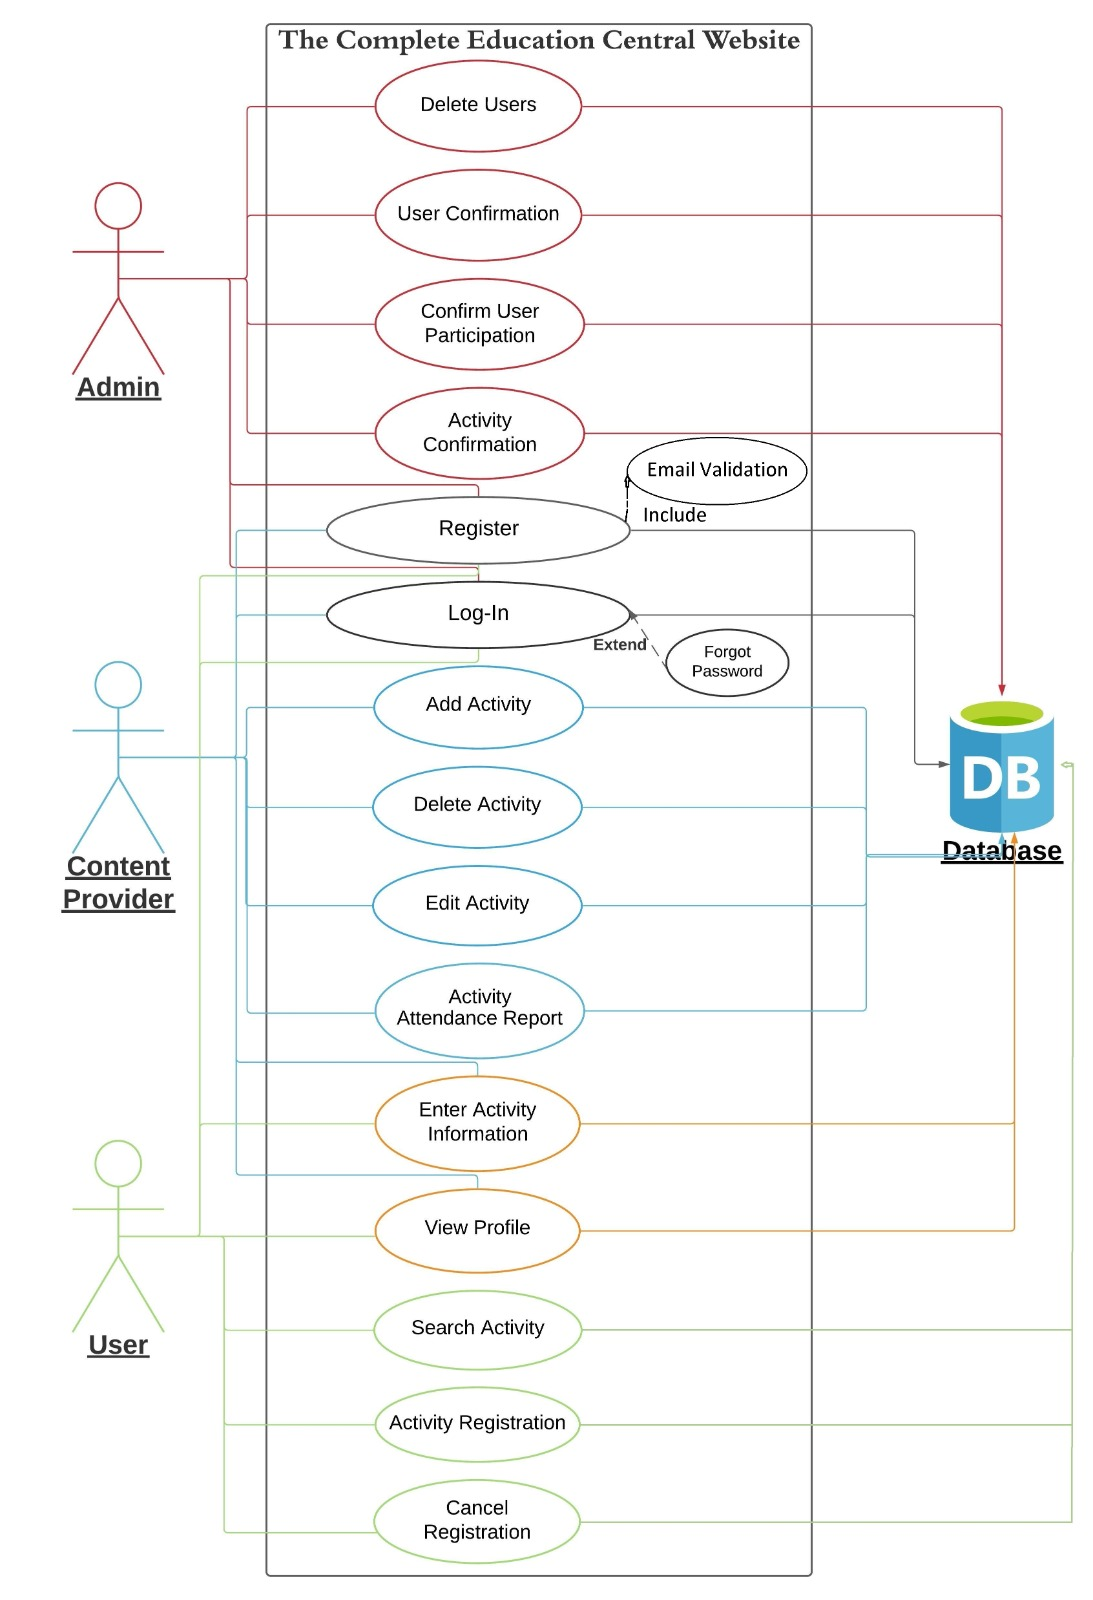 The Complete Education Central Website
Delete Users
User Confirmation
Confirm User
Participation
Admin
Activity
Confirmation
Email Validation
Include
Register
Log-In
Extend
Forgot
Password
Add Activity
DB
Database
Delete Activity
Content
Provider
Edit Activity
Activity
Attendance Report
Enter Activity
Information
View Profile
User
Search Activity
Activity Registration
Cancel
Registration